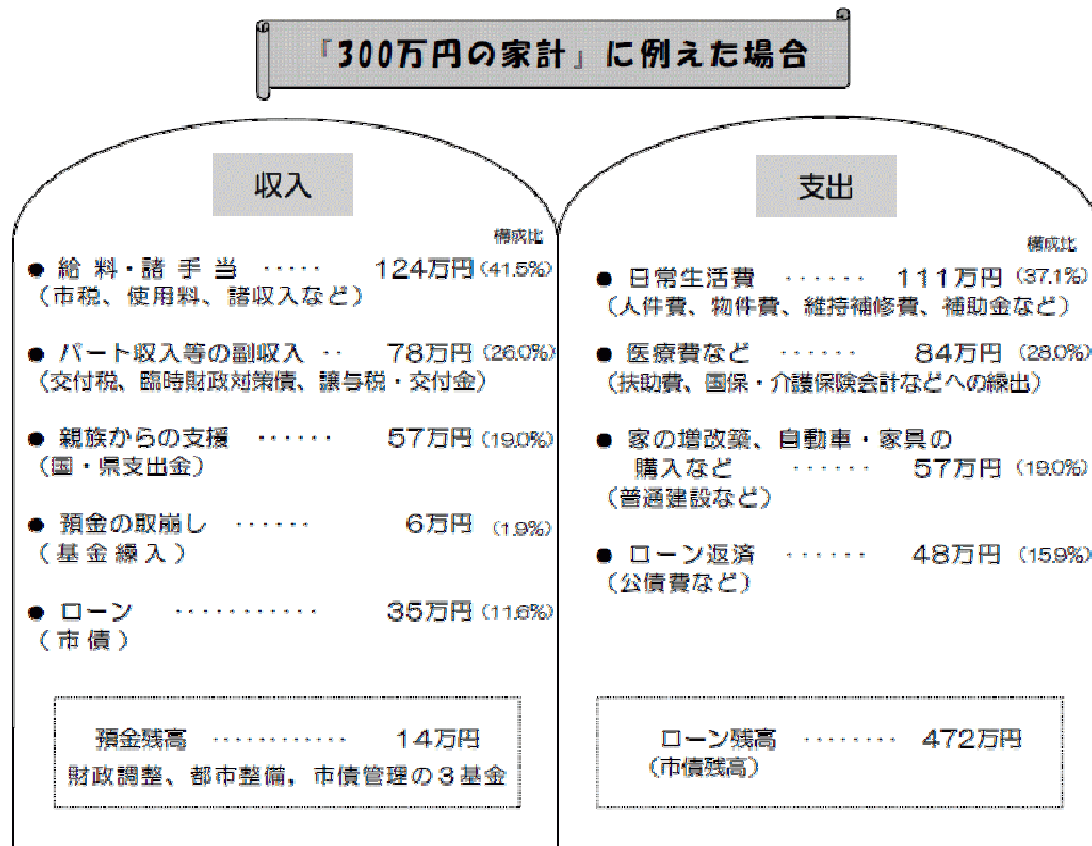 『300万円の家計』に例えた場合
収入
構成比
● 給料・諸手当 ‥‥‥ 124万円 (41.5%)
(市税、使用料、諸収入など)
● パート収入等の副収入 ‥ 78万円 (26.0%)
(交付税、臨時財政対策債、譲与税・交付金)
● 親族からの支援 ‥‥‥ 57万円 (19.0%)
(国・県支出金)
● 預金の取崩し ‥‥‥ 6万円 (1.9%)
(基金繰入)
● ローン ‥‥‥‥‥‥ 35万円 (11.6%)
(市債)
預金残高 ‥‥‥‥‥‥ 14万円
財政調整、都市整備，市債管理の3基金
支出
構成比
● 日常生活費 ‥‥‥ 111万円 (37.1%)
(人件費、物件費、維持補修費、補助金など)
● 医療費など ‥‥‥ 84万円 (28.0%)
(扶助費、国保・介護保険会計などへの繰出)
● 家の増改築、自動車・家具の
購入など ‥‥‥ 57万円 (19.0%)
(普通建設など)
● ローン返済 ‥‥‥ 48万円 (15.9%)
(公債費など)
ローン残高 ‥‥‥‥ 472万円
(市債残高)